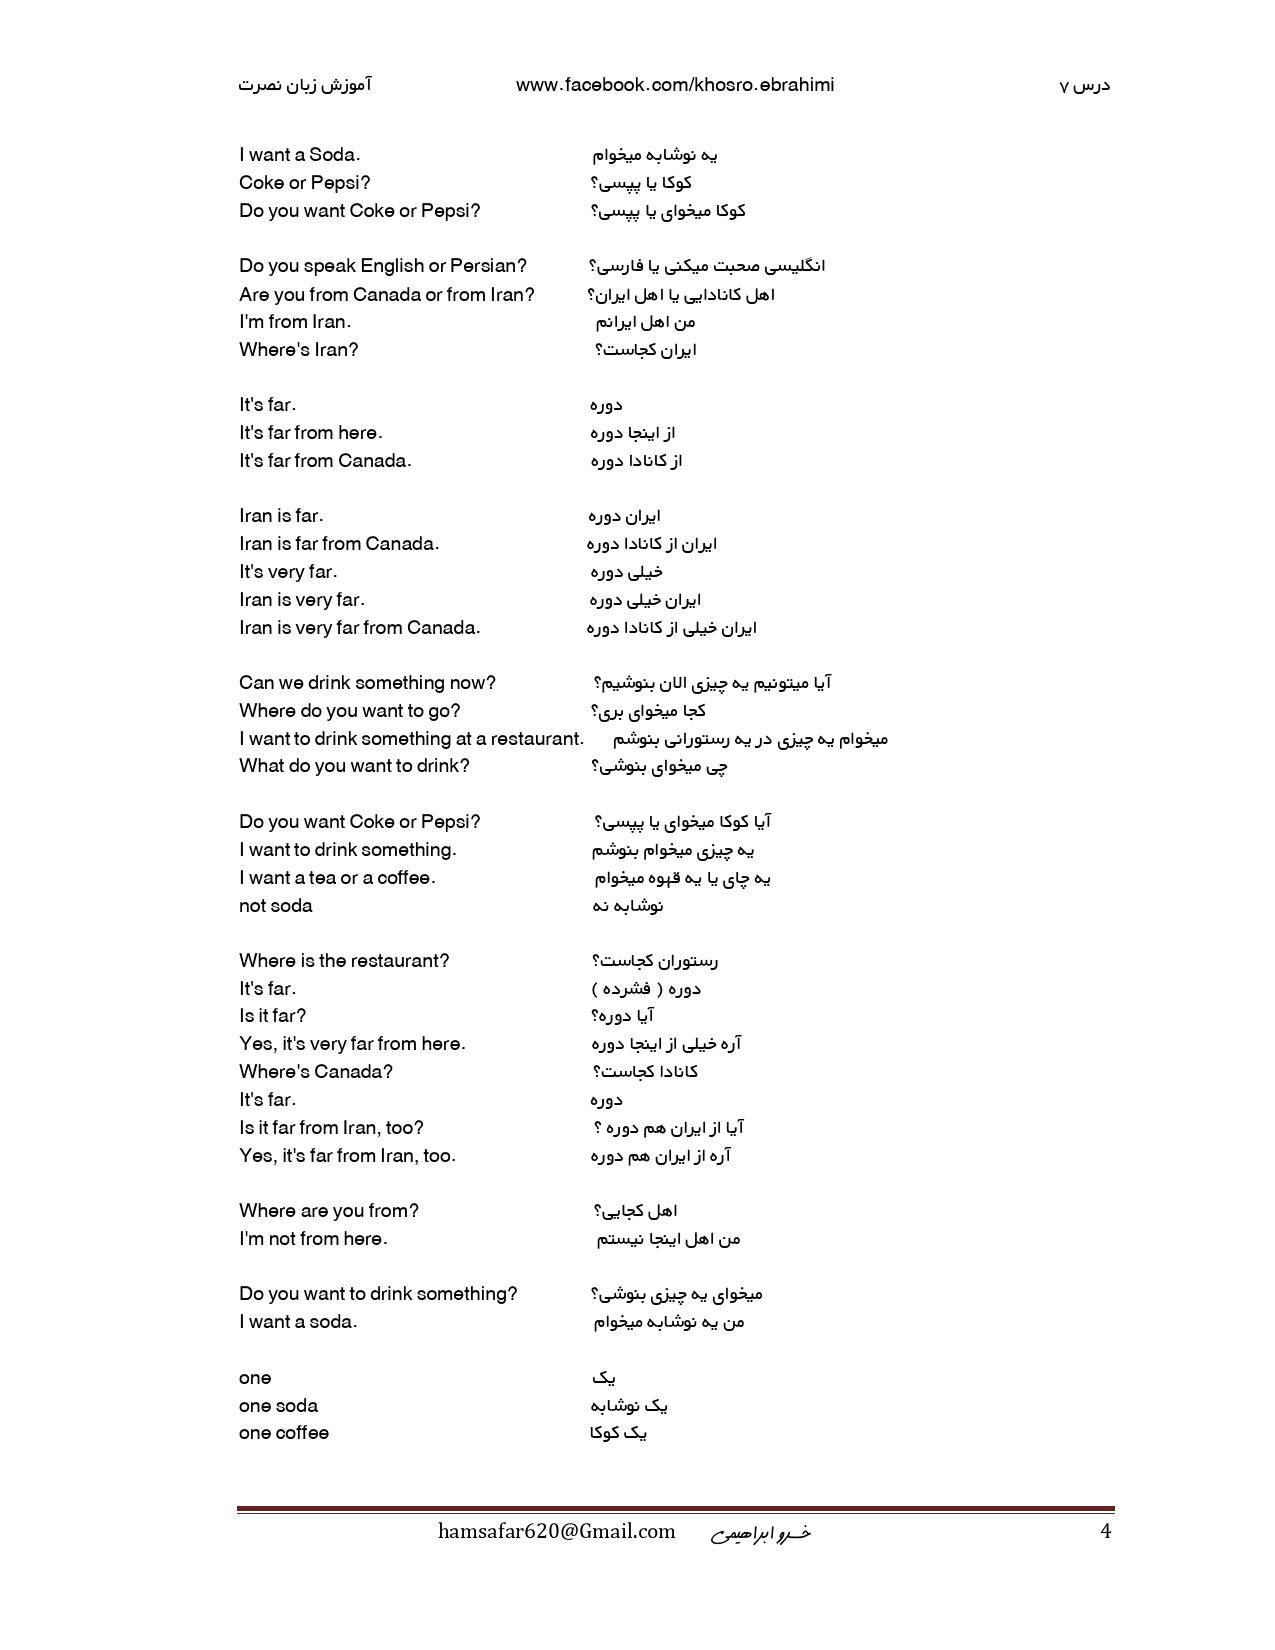 آموزش زبان نصرت www.facebook.com/khosro.ebrahimi درس ۷
I want a Soda. یه نوشابه میخوام
Coke or Pepsi? کوکا یا پپسی؟
Do you want Coke or Pepsi? کوکا میخوای یا پپسی؟
Do you speak English or Persian? انگلیسی صحبت میکنی یا فارسی؟
Are you from Canada or from Iran? اهل کانادایی یا اهل ایران؟
I'm from Iran. من اهل ایرانم
Where's Iran? ایران کجاست؟
It's far. دوره
It's far from here. از اینجا دوره
It's far from Canada. از کانادا دوره
Iran is far. ایران دوره
Iran is far from Canada. ایران از کانادا دوره
It's very far. خیلی دوره
Iran is very far. ایران خیلی دوره
Iran is very far from Canada. ایران خیلی از کانادا دوره
Can we drink something now? آیا میتونیم یه چیزی الان بنوشیم؟
Where do you want to go? کجا میخوای بری؟
I want to drink something at a restaurant. میخوام یه چیزی در یه رستورانی بنوشم
What do you want to drink? چی میخوای بنوشی؟
Do you want Coke or Pepsi? آیا کوکا میخوای یا پپسی؟
I want to drink something. یه چیزی میخوام بنوشم
I want a tea or a coffee. یه چای یا یه قهوه میخوام
not soda نوشابه نه
Where is the restaurant? رستوران کجاست؟
It's far. دوره ( فشرده )
Is it far? آیا دوره؟
Yes, it's very far from here. آره خیلی از اینجا دوره
Where's Canada? کانادا کجاست؟
It's far. دوره
Is it far from Iran, too? آیا از ایران هم دوره ؟
Yes, it's far from Iran, too. آره از ایران هم دوره
Where are you from? اهل کجایی؟
I'm not from here. من اهل اینجا نیستم
Do you want to drink something? میخوای یه چیزی بنوشی؟
I want a soda. من یه نوشابه میخوام
one یک
one soda یک نوشابه
one coffee یک کوکا
hamsafar620@Gmail.com خسرو ابراهیمی 4